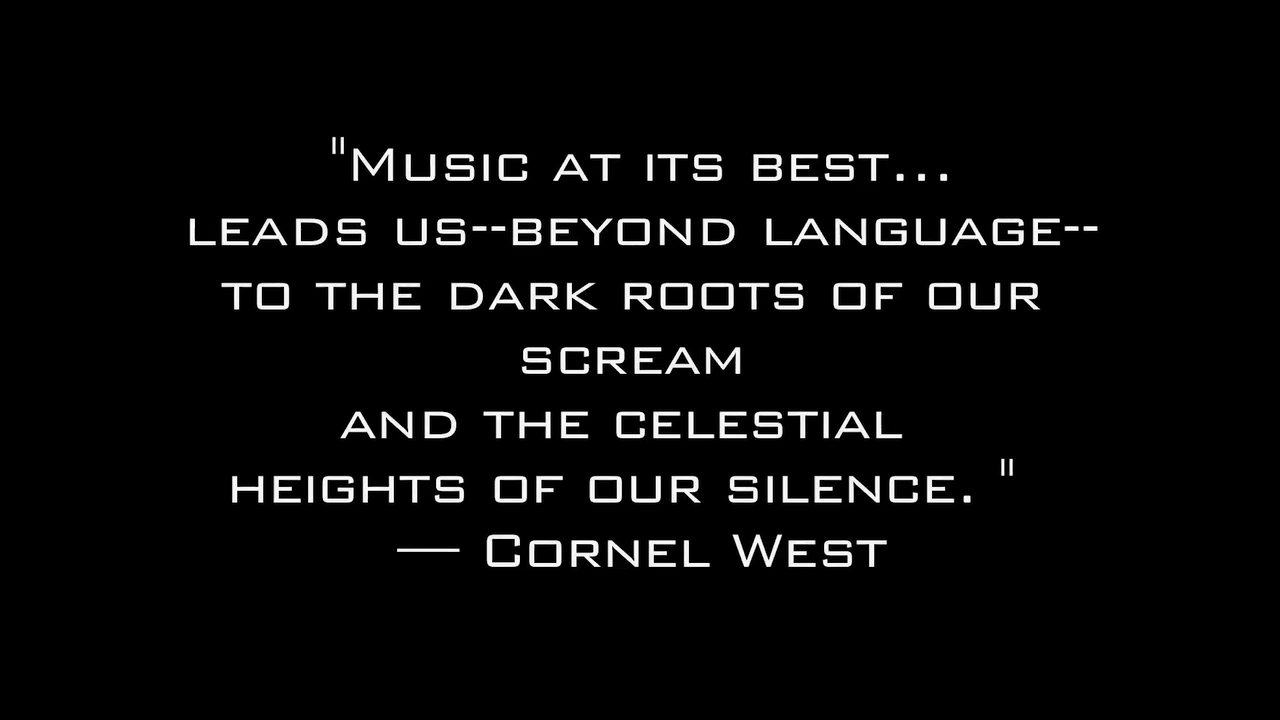 "Music at its best...
leads us--beyond language--
to the dark roots of our
scream
and the celestial
heights of our silence. "
— Cornel West